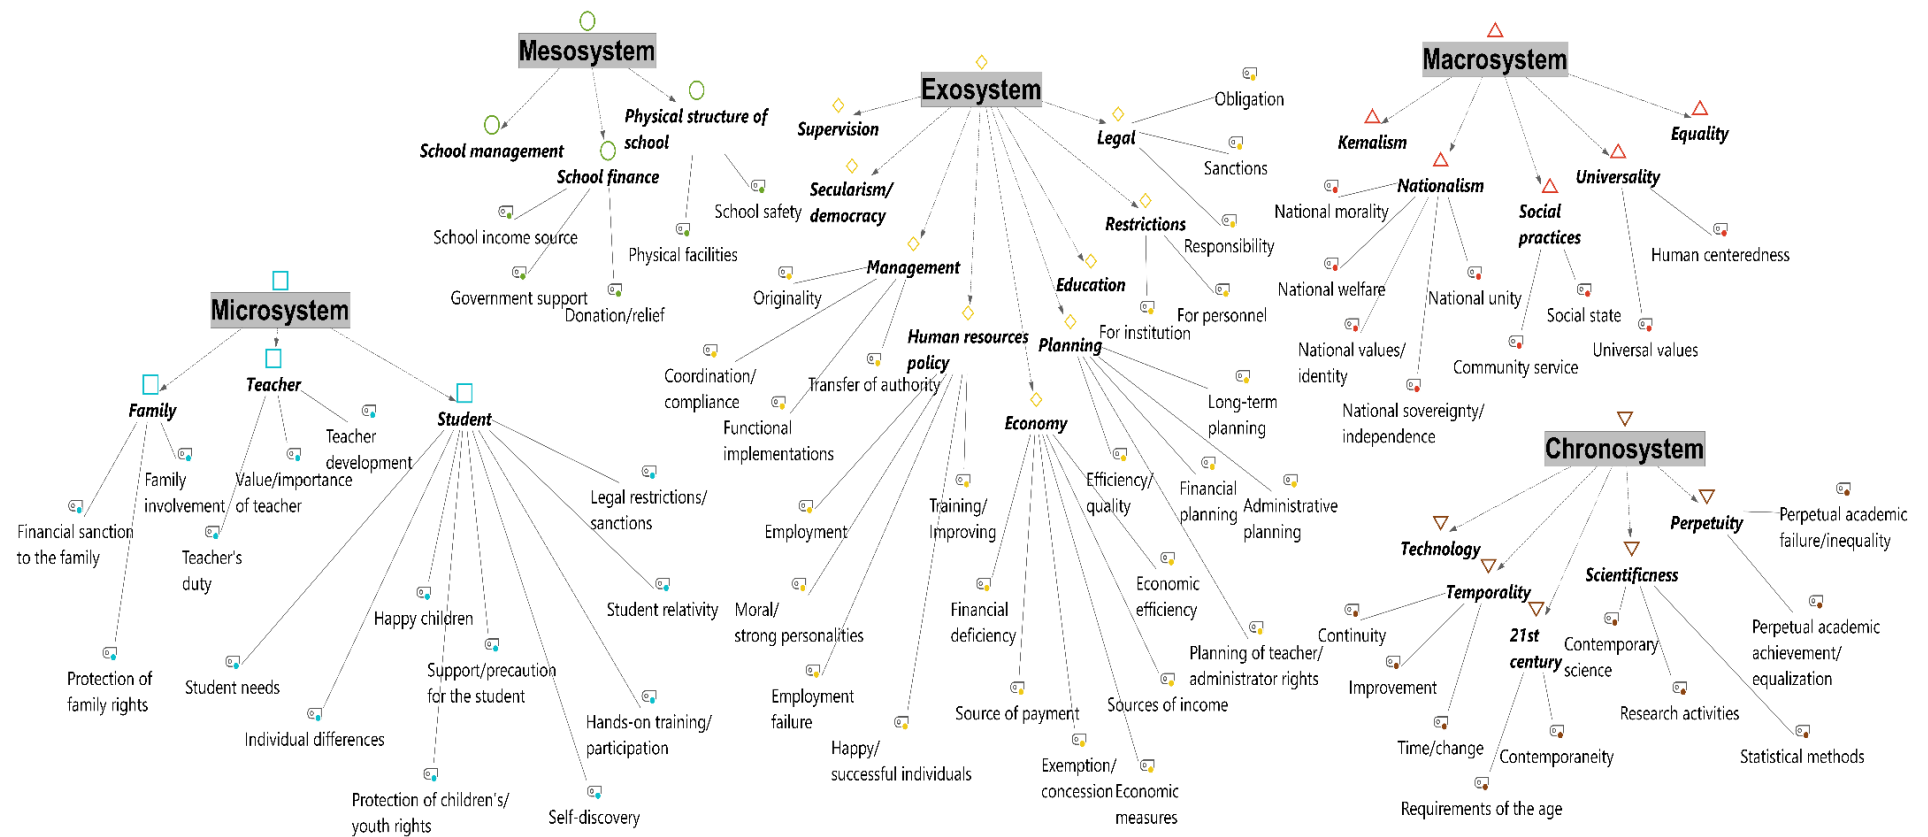 Mesosystem
School management
School finance
Physical structure of
school
School income source
Government support
Donation/relief
Physical facilities
School safety
Microsystem
Family
Teacher
Student
Financial sanction
to the family
Family
involvement
Protection of
family rights
Teacher's
duty
Value/importance
of teacher
Teacher
development
Legal restrictions/
sanctions
Student relativity
Happy children
Support/precaution
for the student
Student needs
Individual differences
Hands-on training/
participation
Protection of children's/
youth rights
Self-discovery
Exosystem
Supervision
Secularism/
democracy
Management
Originality
Coordination/
compliance
Functional
implementations
Transfer of authority
Human resources
policy
Employment
Training/
Improving
Moral/
strong personalities
Employment
failure
Happy/
successful individuals
Economy
Financial
deficiency
Source of payment
Exemption/
concession
Economic
measures
Sources of income
Economic
efficiency
Planning
Efficiency/
quality
Financial
planning
Administrative
planning
Long-term
planning
Planning of teacher/
administrator rights
Education
Restrictions
For institution
For personnel
Legal
Obligation
Sanctions
Responsibility
Macrosystem
Kemalism
Nationalism
National morality
National welfare
National values/
identity
National sovereignty/
independence
National unity
Social
practices
Community service
Social state
Universality
Universal values
Human centeredness
Equality
Chronosystem
Technology
Temporality
Continuity
Improvement
Time/change
21st
century
Requirements of the age
Contemporaneity
Scientificness
Contemporary
science
Research activities
Statistical methods
Perpetuity
Perpetual academic
failure/inequality
Perpetual academic
achievement/
equalization